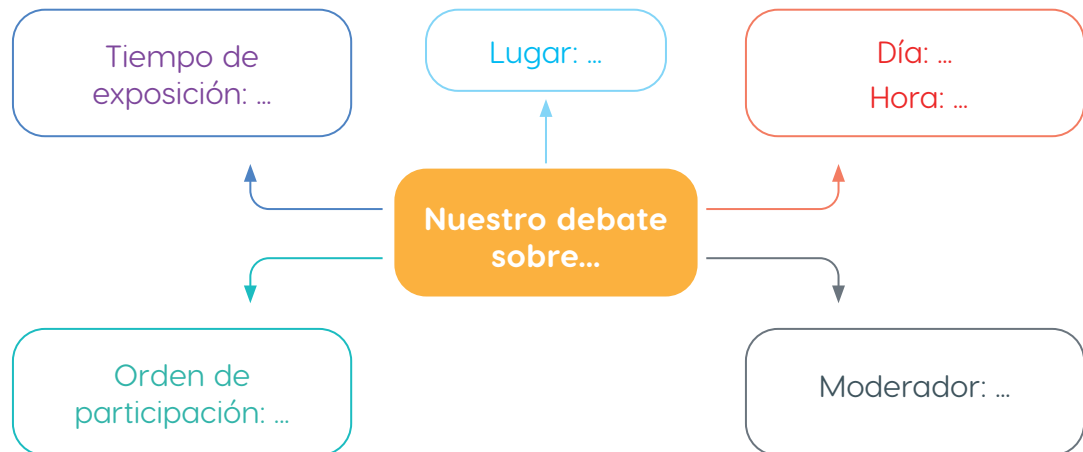 Tiempo de
exposición: ...
Lugar: ...
Día: ...
Hora: ...
Nuestro debate
sobre...
Orden de
participación: ...
Moderador: ...